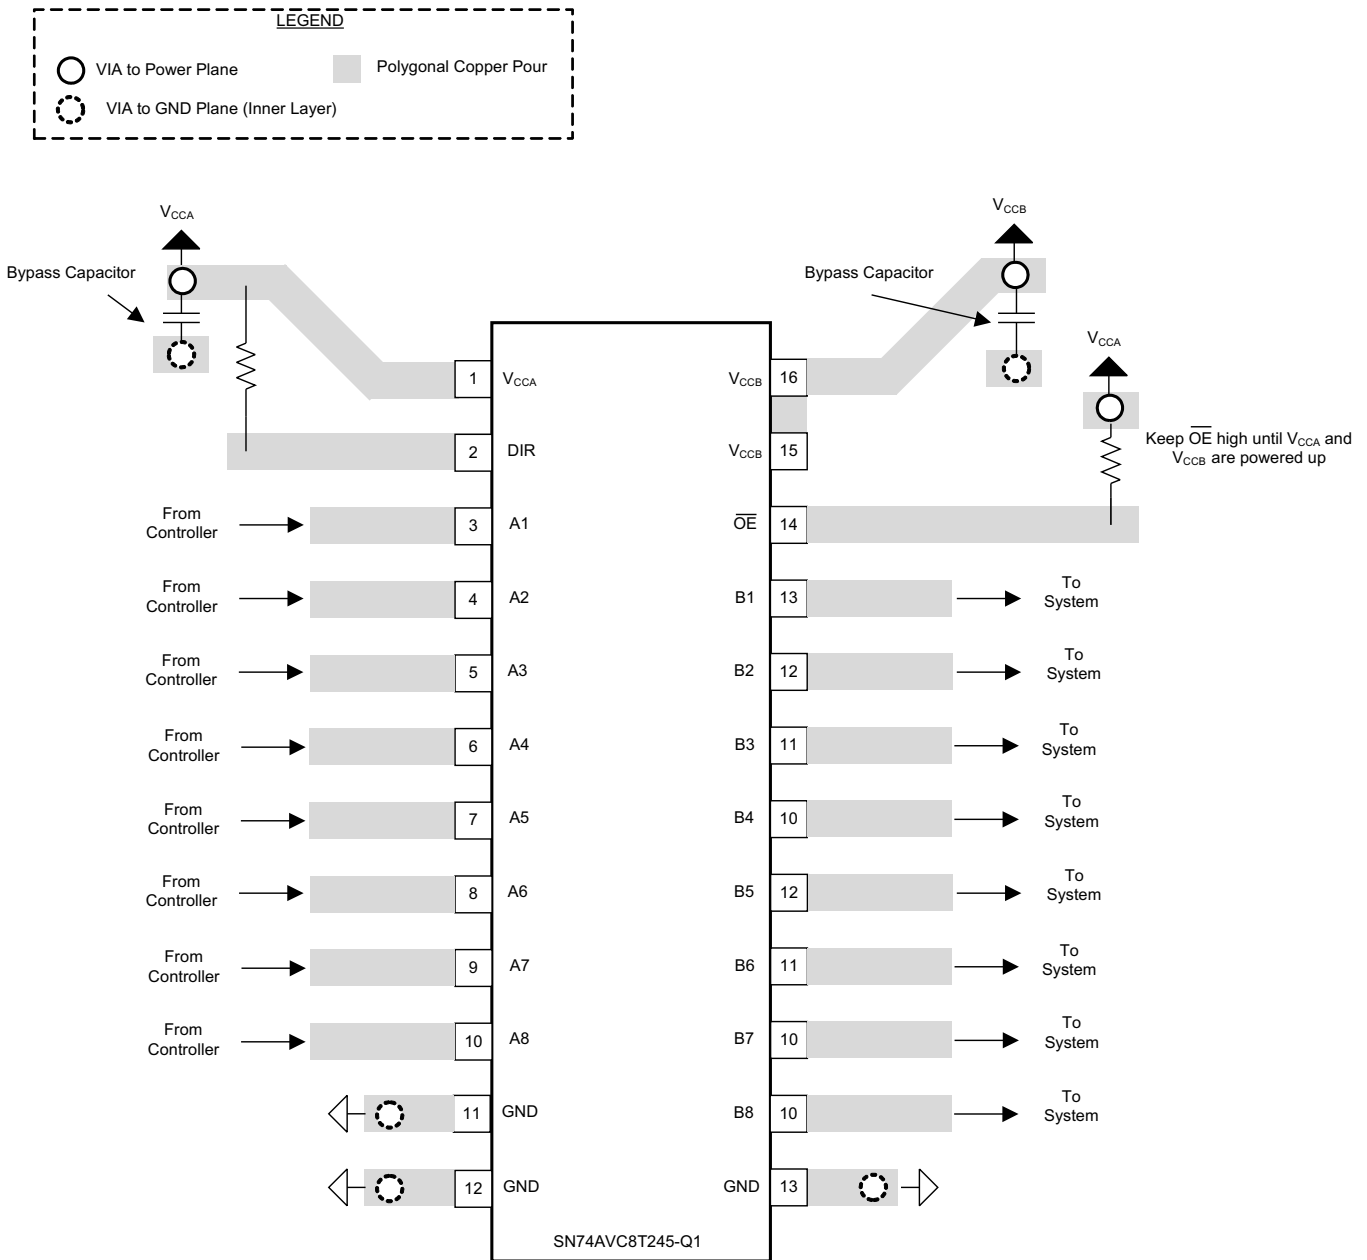 LEGEND
VIA to Power Plane
Polygonal Copper Pour
VIA to GND Plane (Inner Layer)
VCCA
Bypass Capacitor
VCCB
Bypass Capacitor
VCCA
Keep O̅E̅ high until VCCA and
VCCB are powered up
1 VCCA
VCCB 16
2 DIR
VCCB 15
From
Controller
3 A1
O̅E̅ 14
From
Controller
4 A2
B1 13
To
System
From
Controller
5 A3
B2 12
To
System
From
Controller
6 A4
B3 11
To
System
From
Controller
7 A5
B4 10
To
System
From
Controller
8 A6
B5 12
To
System
From
Controller
9 A7
B6 11
To
System
From
Controller
10 A8
B7 10
To
System
11 GND
B8 10
To
System
12 GND
GND 13
SN74AVC8T245-Q1